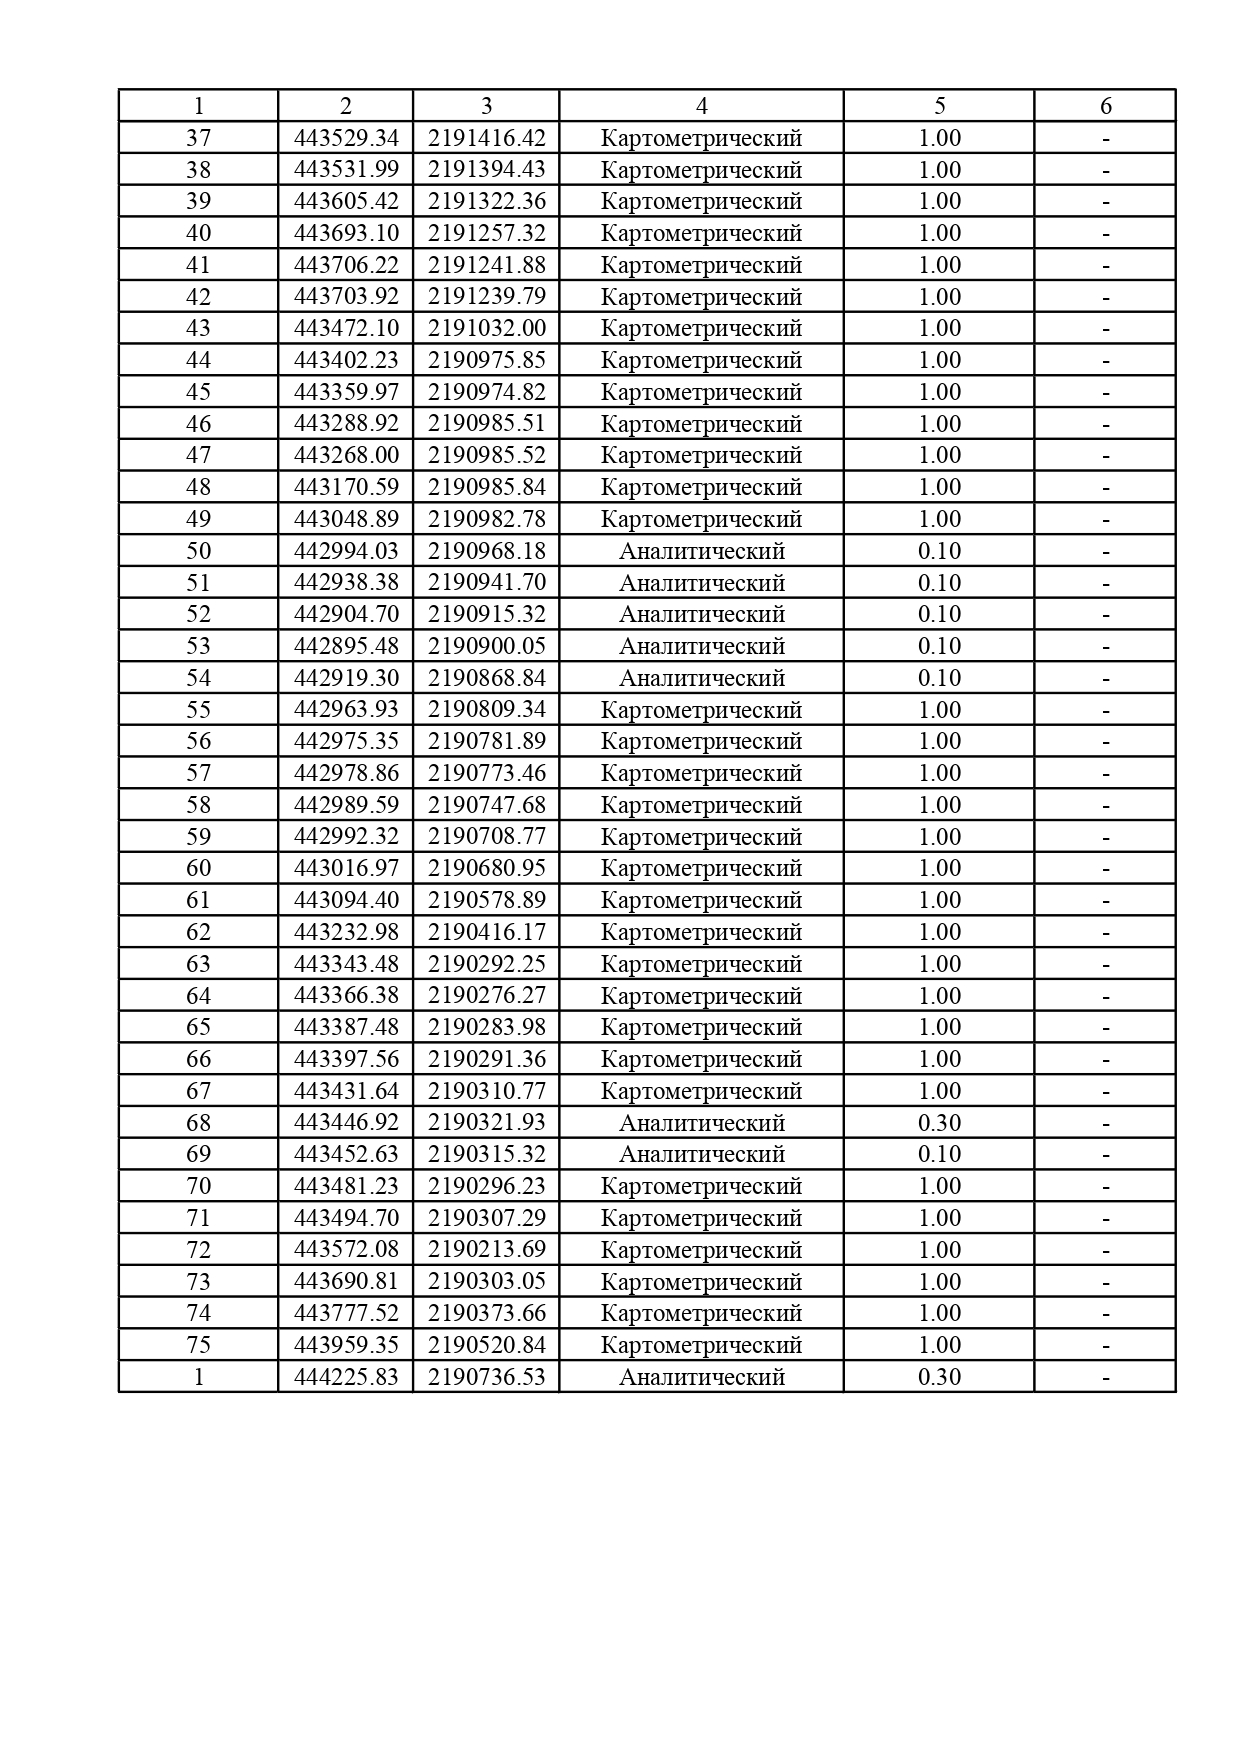 1 2 3 4 5 6
37 443529.34 2191416.42 Картометрический 1.00 -
38 443531.99 2191394.43 Картометрический 1.00 -
39 443605.42 2191322.36 Картометрический 1.00 -
40 443693.10 2191257.32 Картометрический 1.00 -
41 443706.22 2191241.88 Картометрический 1.00 -
42 443703.92 2191239.79 Картометрический 1.00 -
43 443472.10 2191032.00 Картометрический 1.00 -
44 443402.23 2190975.85 Картометрический 1.00 -
45 443359.97 2190974.82 Картометрический 1.00 -
46 443288.92 2190985.51 Картометрический 1.00 -
47 443268.00 2190985.52 Картометрический 1.00 -
48 443170.59 2190985.84 Картометрический 1.00 -
49 443048.89 2190982.78 Картометрический 1.00 -
50 442994.03 2190968.18 Аналитический 0.10 -
51 442938.38 2190941.70 Аналитический 0.10 -
52 442904.70 2190915.32 Аналитический 0.10 -
53 442895.48 2190900.05 Аналитический 0.10 -
54 442919.30 2190868.84 Аналитический 0.10 -
55 442963.93 2190809.34 Картометрический 1.00 -
56 442975.35 2190781.89 Картометрический 1.00 -
57 442978.86 2190773.46 Картометрический 1.00 -
58 442989.59 2190747.68 Картометрический 1.00 -
59 442992.32 2190708.77 Картометрический 1.00 -
60 443016.97 2190680.95 Картометрический 1.00 -
61 443094.40 2190578.89 Картометрический 1.00 -
62 443232.98 2190416.17 Картометрический 1.00 -
63 443343.48 2190292.25 Картометрический 1.00 -
64 443366.38 2190276.27 Картометрический 1.00 -
65 443387.48 2190283.98 Картометрический 1.00 -
66 443397.56 2190291.36 Картометрический 1.00 -
67 443431.64 2190310.77 Картометрический 1.00 -
68 443446.92 2190321.93 Аналитический 0.30 -
69 443452.63 2190315.32 Аналитический 0.10 -
70 443481.23 2190296.23 Картометрический 1.00 -
71 443494.70 2190307.29 Картометрический 1.00 -
72 443572.08 2190213.69 Картометрический 1.00 -
73 443690.81 2190303.05 Картометрический 1.00 -
74 443777.52 2190373.66 Картометрический 1.00 -
75 443959.35 2190520.84 Картометрический 1.00 -
1 444225.83 2190736.53 Аналитический 0.30 -